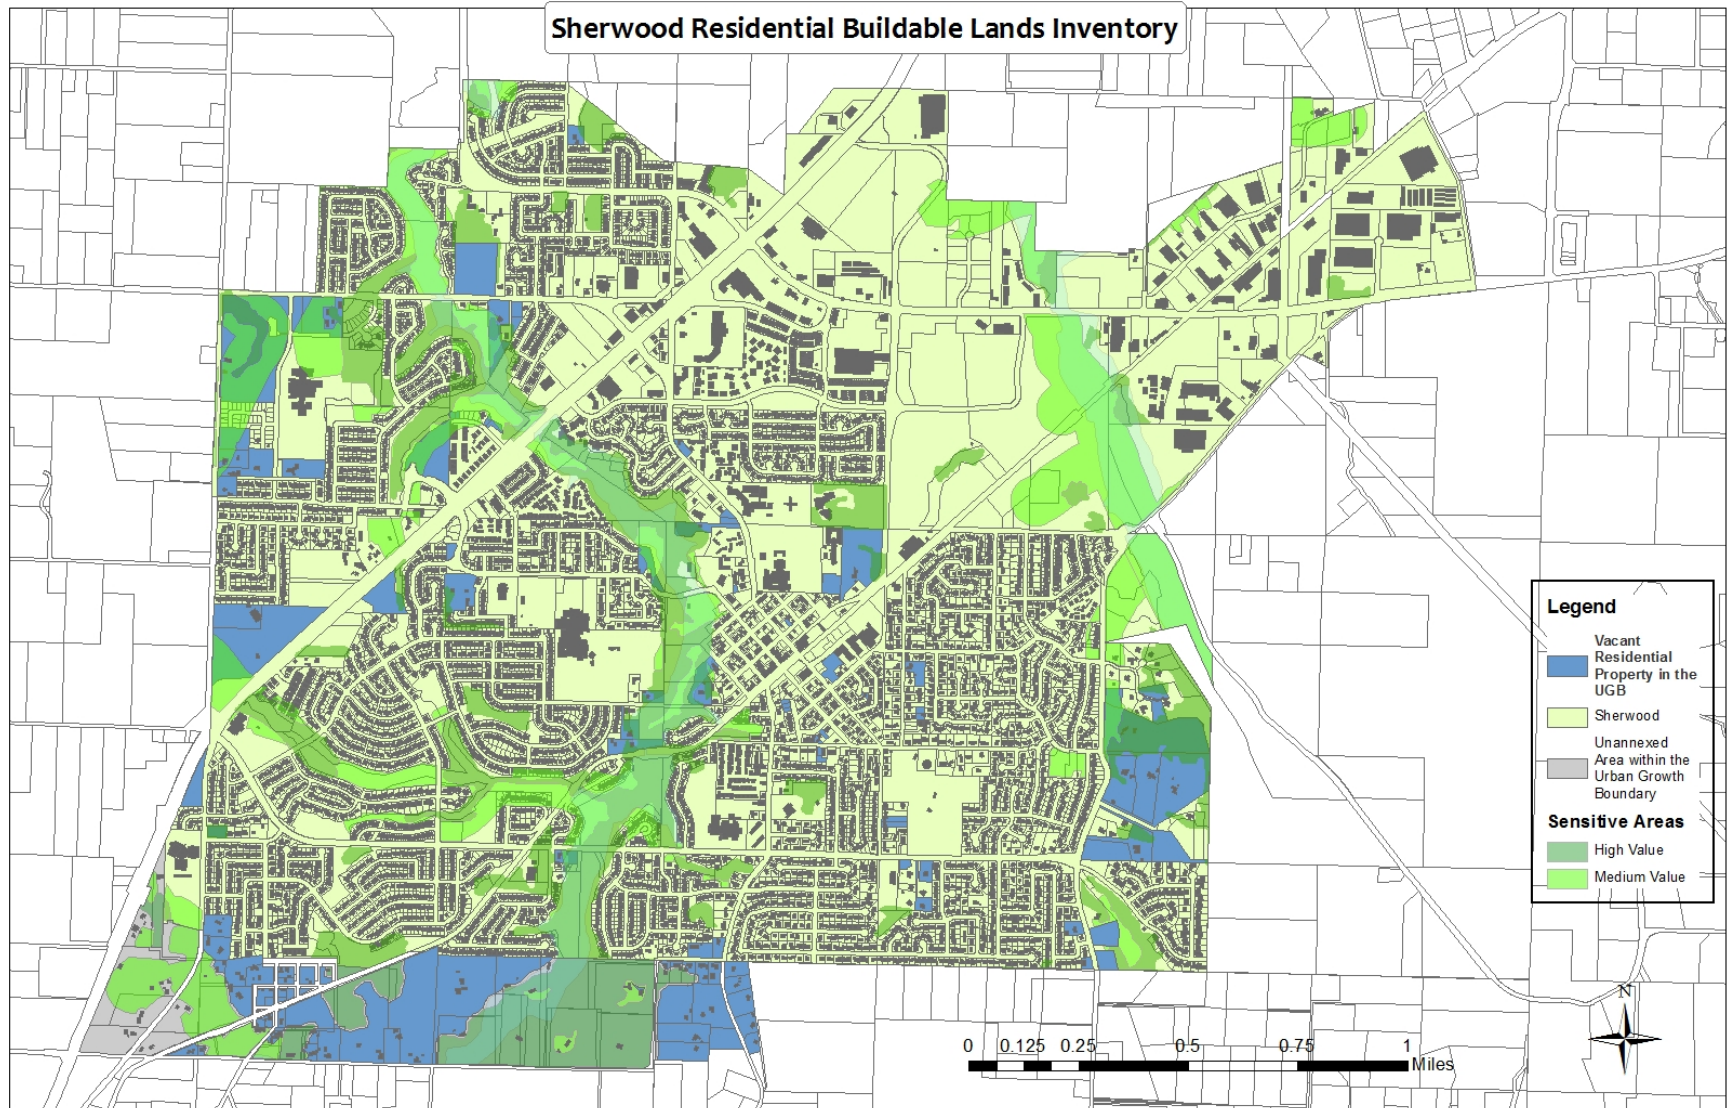 Sherwood Residential Buildable Lands Inventory
Legend
Vacant
Residential
Property in the
UGB
Sherwood
Unannexed
Area within the
Urban Growth
Boundary
Sensitive Areas
High Value
Medium Value
N
0 0.125 0.25 0.5 0.75 1
Miles